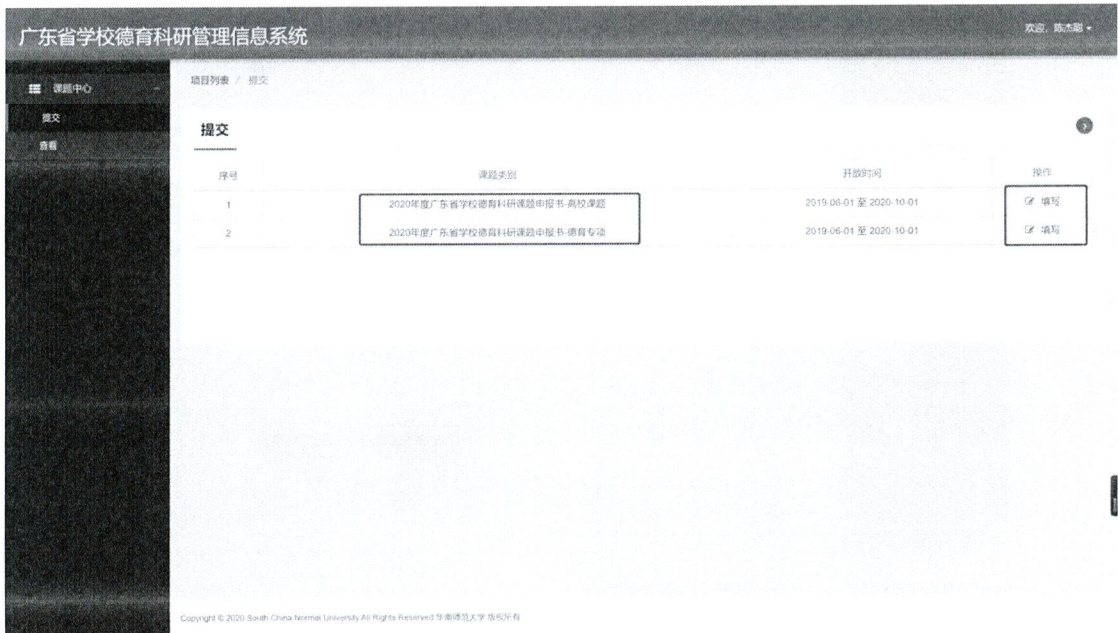 广东省学校德育科研管理信息系统
欢迎，陈杰聪
课题中心
提交
查看
项目列表 / 提交
提交
序号 课题类别 开放时间 操作
1 2020年度广东省学校德育科研课题申报书-高校课题 2019-06-01 至 2020-10-01 填写
2 2020年度广东省学校德育科研课题申报书-德育专项 2019-06-01 至 2020-10-01 填写
Copyright © 2020 South China Normal University.All Rights Reserved 华南师范大学 版权所有